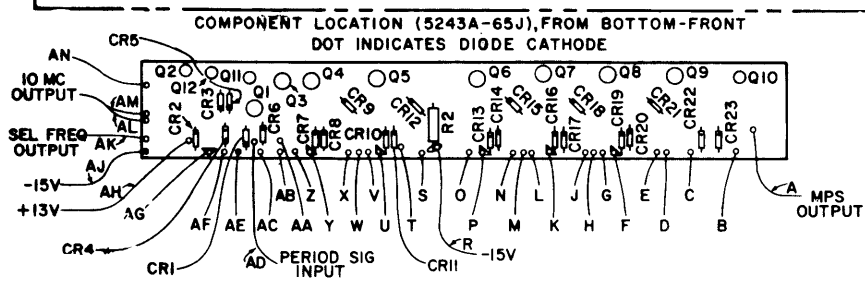 COMPONENT LOCATION (5243A-65J), FROM BOTTOM-FRONT
DOT INDICATES DIODE CATHODE
CR5
AN
10 MC
OUTPUT
AM
AL
AK
SEL FREQ
OUTPUT
AJ
-15V
AH
+13V
AG
CR4
CR1
Q2
Q12
Q11
Q1
Q3
Q4
Q5
Q6
Q7
Q8
Q9
Q10
CR2
CR3
CR6
CR7
CR8
CR9
CR10
CR12
R2
CR13
CR14
CR15
CR16
CR17
CR18
CR19
CR20
CR21
CR22
CR23
AF
AE
AC
AB
AA
Z
Y
X
W
V
U
T
S
R
-15V
O
P
N
M
L
K
J
H
G
F
E
D
C
B
A
MPS
OUTPUT
AD
PERIOD SIG
INPUT
CR11